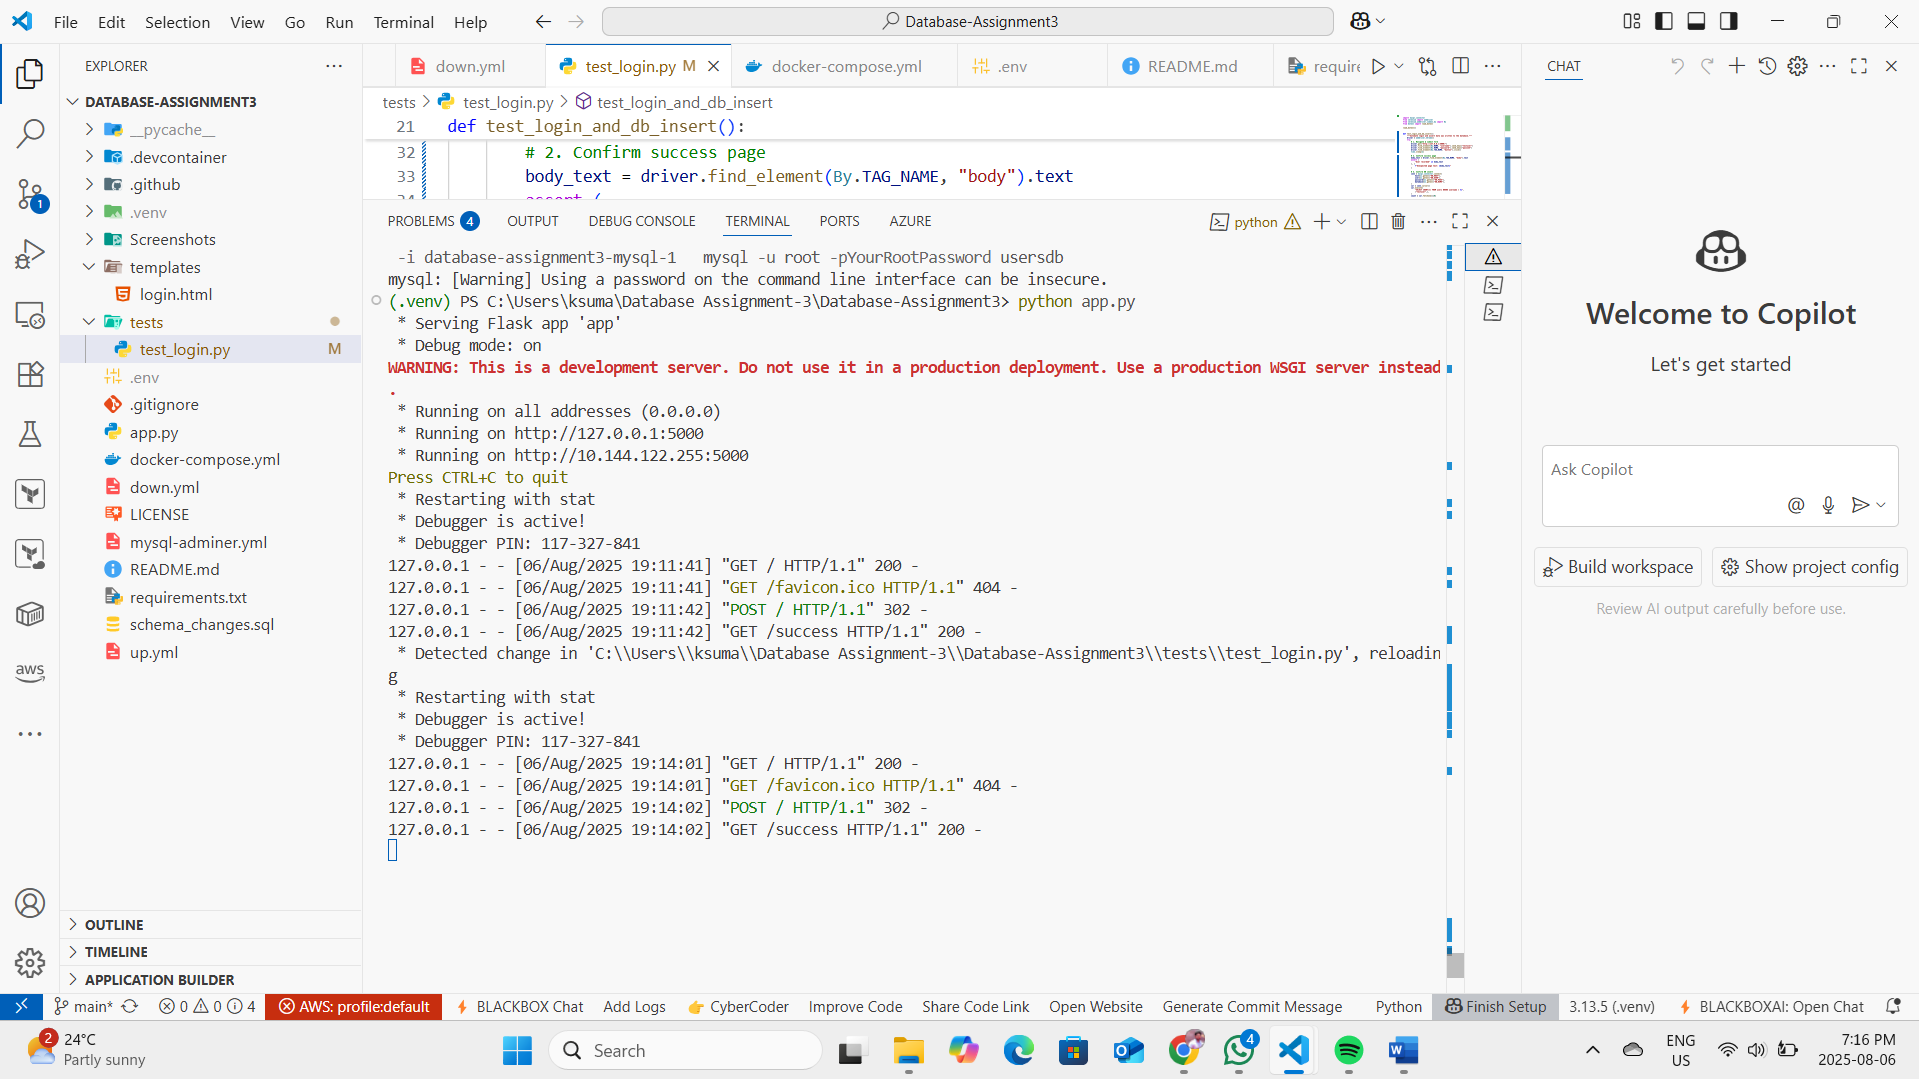 File Edit Selection View Go Run Terminal Help
Database-Assignment3
EXPLORER
DATABASE-ASSIGNMENT3
__pycache__
.devcontainer
.github
.venv
Screenshots
templates
login.html
tests
test_login.py M
.env
.gitignore
app.py
docker-compose.yml
down.yml
LICENSE
mysql-adminer.yml
README.md
requirements.txt
schema_changes.sql
up.yml
OUTLINE
TIMELINE
APPLICATION BUILDER
1
down.yml test_login.py M docker-compose.yml .env README.md require
tests > test_login.py > test_login_and_db_insert
21 def test_login_and_db_insert():
32 # 2. Confirm success page
33 body_text = driver.find_element(By.TAG_NAME, "body").text
34 assert (
PROBLEMS 4 OUTPUT DEBUG CONSOLE TERMINAL PORTS AZURE python
-i database-assignment3-mysql-1 mysql -u root -pYourRootPassword usersdb
mysql: [Warning] Using a password on the command line interface can be insecure.
(.venv) PS C:\Users\ksuma\Database Assignment-3\Database-Assignment3> python app.py
* Serving Flask app 'app'
* Debug mode: on
WARNING: This is a development server. Do not use it in a production deployment. Use a production WSGI server instead
.
* Running on all addresses (0.0.0.0)
* Running on http://127.0.0.1:5000
* Running on http://10.144.122.255:5000
Press CTRL+C to quit
* Restarting with stat
* Debugger is active!
* Debugger PIN: 117-327-841
127.0.0.1 - - [06/Aug/2025 19:11:41] "GET / HTTP/1.1" 200 -
127.0.0.1 - - [06/Aug/2025 19:11:41] "GET /favicon.ico HTTP/1.1" 404 -
127.0.0.1 - - [06/Aug/2025 19:11:42] "POST / HTTP/1.1" 302 -
127.0.0.1 - - [06/Aug/2025 19:11:42] "GET /success HTTP/1.1" 200 -
* Detected change in 'C:\\Users\\ksuma\\Database Assignment-3\\Database-Assignment3\\tests\\test_login.py', reloadin
g
* Restarting with stat
* Debugger is active!
* Debugger PIN: 117-327-841
127.0.0.1 - - [06/Aug/2025 19:14:01] "GET / HTTP/1.1" 200 -
127.0.0.1 - - [06/Aug/2025 19:14:01] "GET /favicon.ico HTTP/1.1" 404 -
127.0.0.1 - - [06/Aug/2025 19:14:02] "POST / HTTP/1.1" 302 -
127.0.0.1 - - [06/Aug/2025 19:14:02] "GET /success HTTP/1.1" 200 -
CHAT
Welcome to Copilot
Let's get started
Ask Copilot
Build workspace Show project config
Review AI output carefully before use.
aws
main* 0 0 4 AWS: profile:default BLACKBOX Chat Add Logs CyberCoder Improve Code Share Code Link Open Website Generate Commit Message Python Finish Setup 3.13.5 (.venv) BLACKBOXAI: Open Chat
2 24°C
Partly sunny
Search
4
ENG
US
7:16 PM
2025-08-06